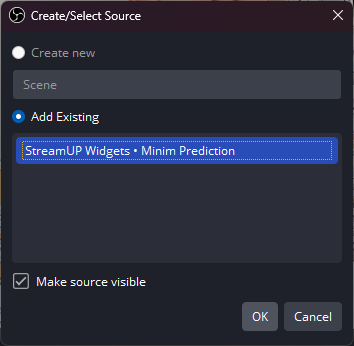 Create/Select Source
Create new
Scene
Add Existing
StreamUP Widgets • Minim Prediction
Make source visible
OK
Cancel